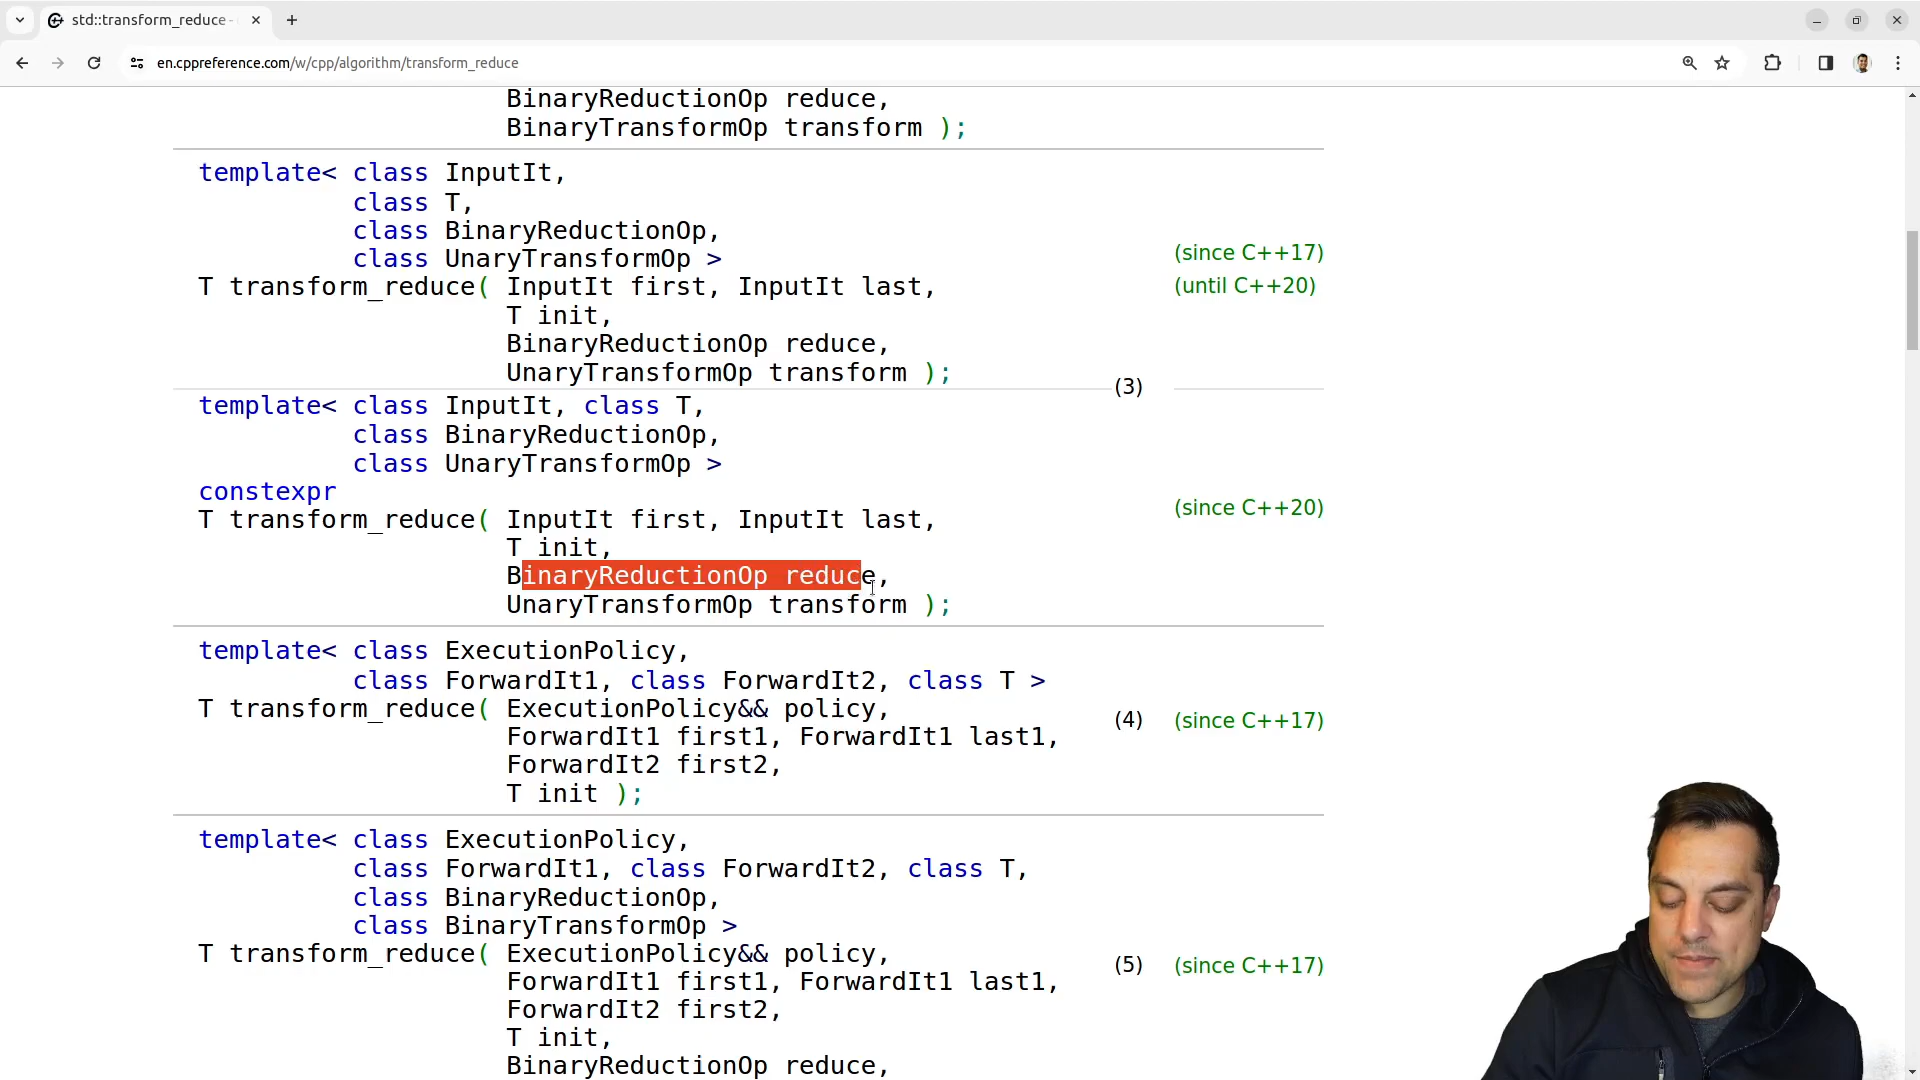 std::transform_reduce -
en.cppreference.com/w/cpp/algorithm/transform_reduce
BinaryReductionOp reduce,
BinaryTransformOp transform );
template< class InputIt,
class T,
class BinaryReductionOp,
class UnaryTransformOp >
T transform_reduce( InputIt first, InputIt last,
T init,
BinaryReductionOp reduce,
UnaryTransformOp transform );
(since C++17)
(until C++20)
(3)
template< class InputIt, class T,
class BinaryReductionOp,
class UnaryTransformOp >
constexpr
T transform_reduce( InputIt first, InputIt last,
T init,
BinaryReductionOp reduce,
UnaryTransformOp transform );
(since C++20)
template< class ExecutionPolicy,
class ForwardIt1, class ForwardIt2, class T >
T transform_reduce( ExecutionPolicy&& policy,
ForwardIt1 first1, ForwardIt1 last1,
ForwardIt2 first2,
T init );
(4) (since C++17)
template< class ExecutionPolicy,
class ForwardIt1, class ForwardIt2, class T,
class BinaryReductionOp,
class BinaryTransformOp >
T transform_reduce( ExecutionPolicy&& policy,
ForwardIt1 first1, ForwardIt1 last1,
ForwardIt2 first2,
T init,
BinaryReductionOp reduce,
(5) (since C++17)